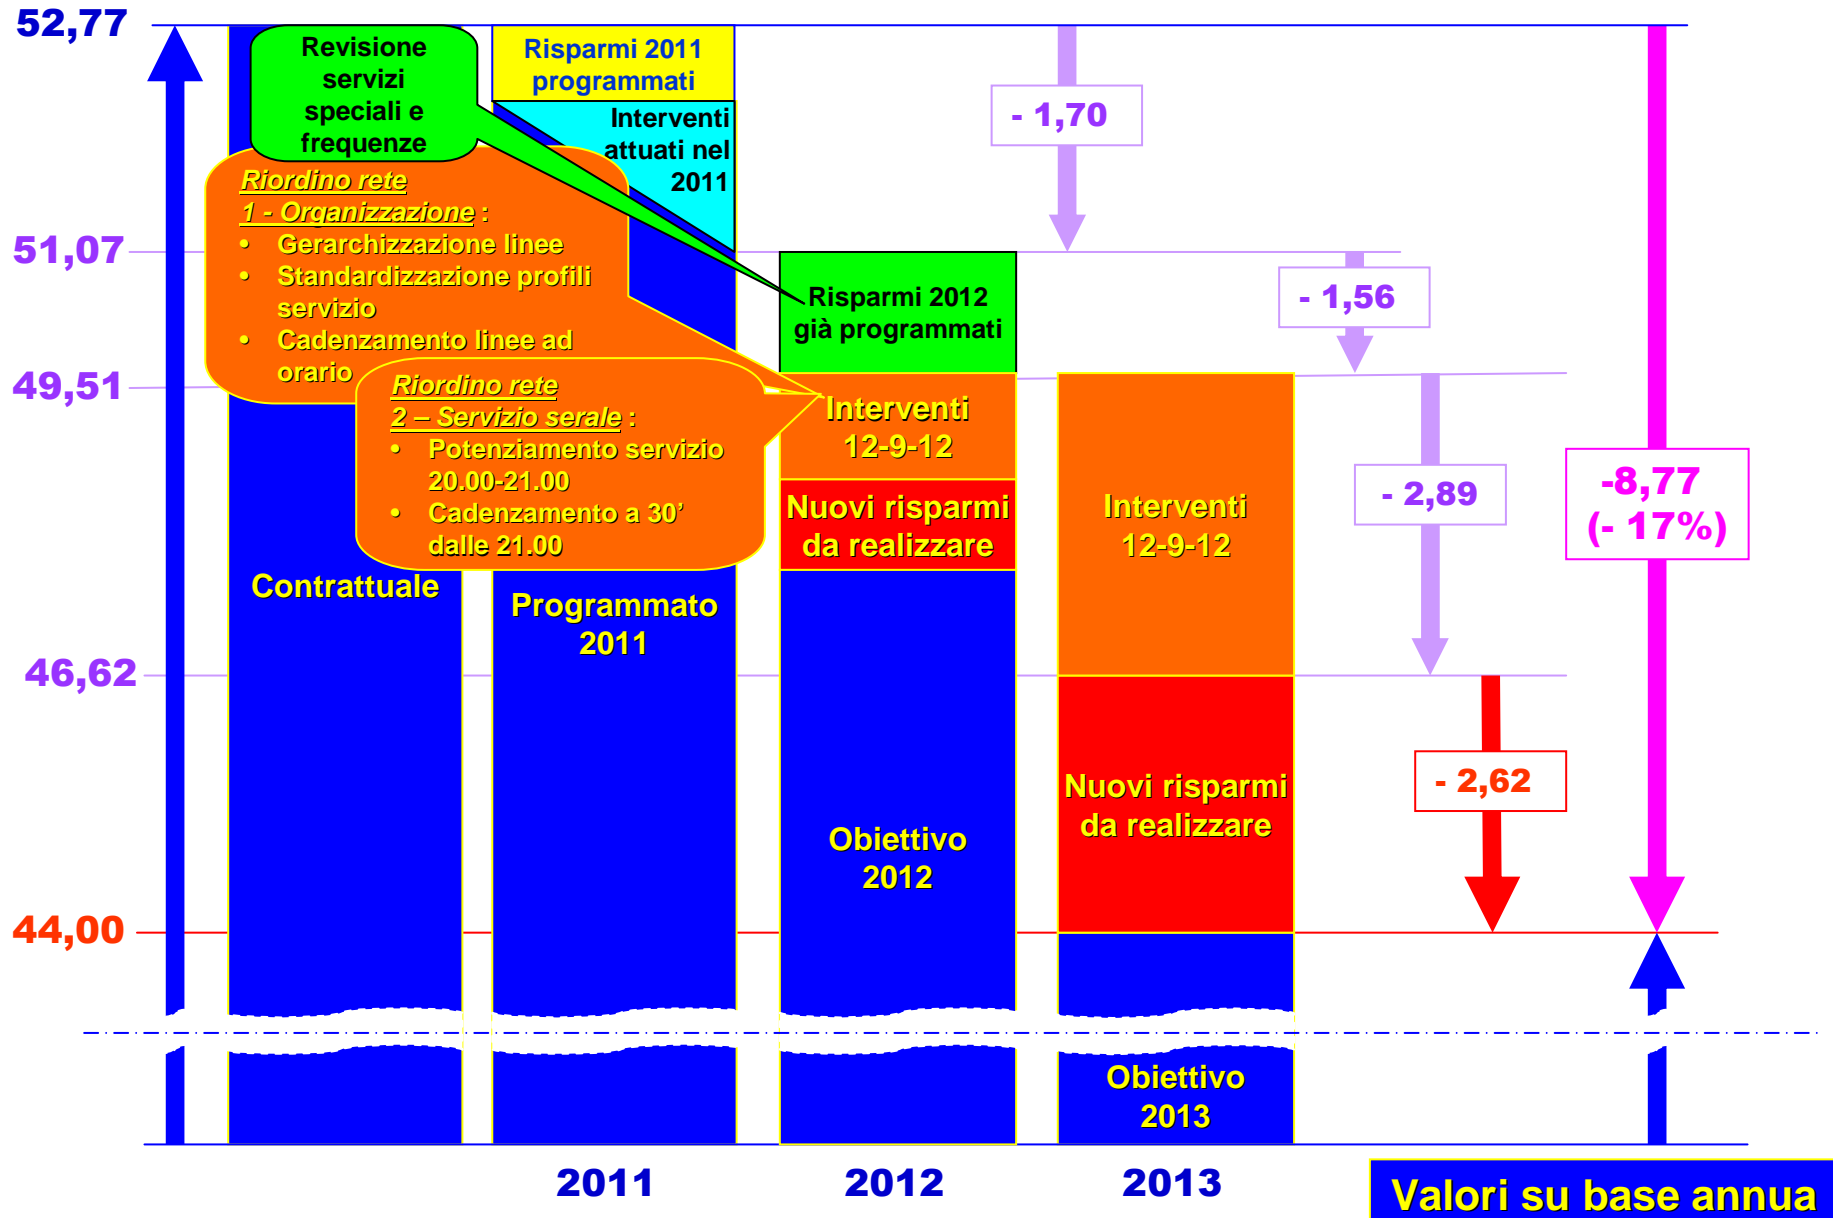 52,77
51,07
49,51
46,62
44,00
Revisione
servizi
speciali e
frequenze
Riordino rete
1 - Organizzazione :
• Gerarchizzazione linee
• Standardizzazione profili
servizio
• Cadenzamento linee ad
orario
Riordino rete
2 – Servizio serale :
• Potenziamento servizio
20.00-21.00
• Cadenzamento a 30’
dalle 21.00
Contrattuale
Risparmi 2011
programmati
Interventi
attuati nel
2011
Programmato
2011
Risparmi 2012
già programmati
Interventi
12-9-12
Nuovi risparmi
da realizzare
Obiettivo
2012
Interventi
12-9-12
Nuovi risparmi
da realizzare
Obiettivo
2013
- 1,70
- 1,56
- 2,89
- 2,62
-8,77
(- 17%)
2011
2012
2013
Valori su base annua